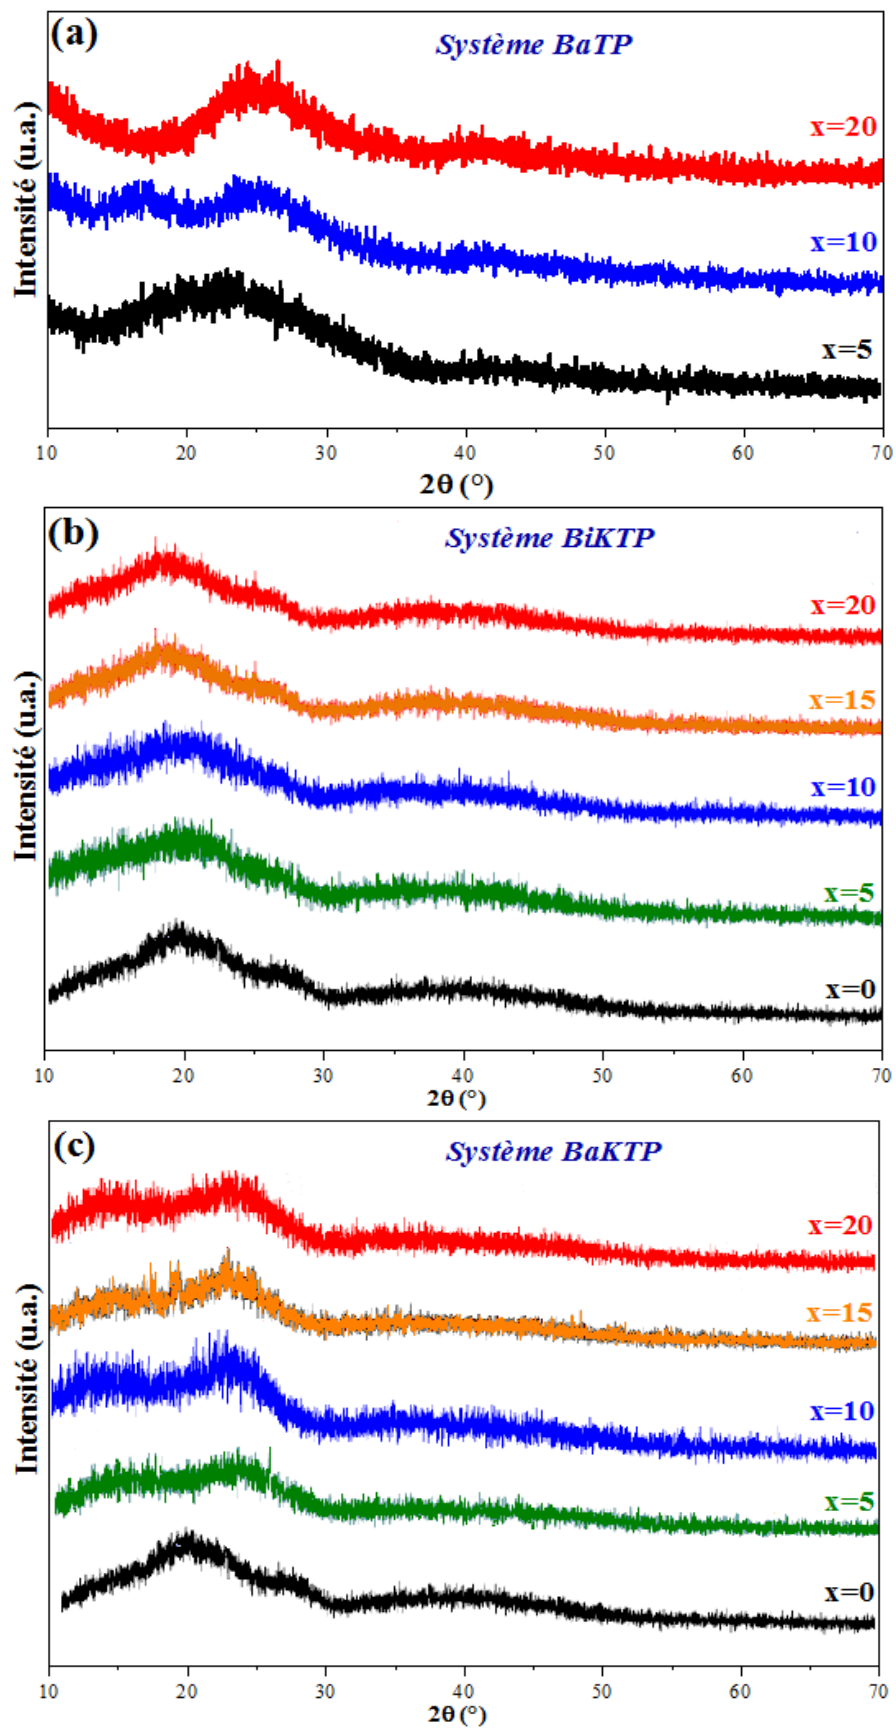 (a)
Système BaTP
x=20
x=10
x=5
Intensité (u.a.)
10 20 30 40 50 60 70
2θ (°)
(b)
Système BiKTP
x=20
x=15
x=10
x=5
x=0
Intensité (u.a.)
10 20 30 40 50 60 70
2θ (°)
(c)
Système BaKTP
x=20
x=15
x=10
x=5
x=0
Intensité (u.a.)
10 20 30 40 50 60 70
2θ (°)